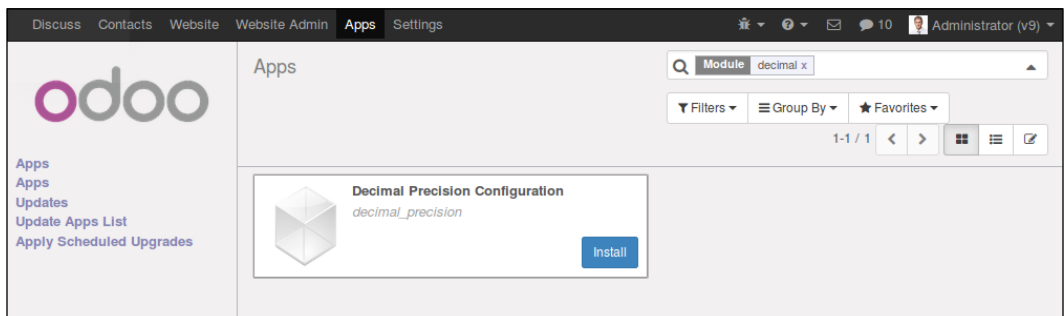 Discuss Contacts Website Website Admin Apps Settings 10 Administrator (v9)
odoo
Apps
Apps
Updates
Update Apps List
Apply Scheduled Upgrades
Apps
Module decimal x
Filters Group By Favorites
1-1 / 1
Decimal Precision Configuration
decimal_precision
Install